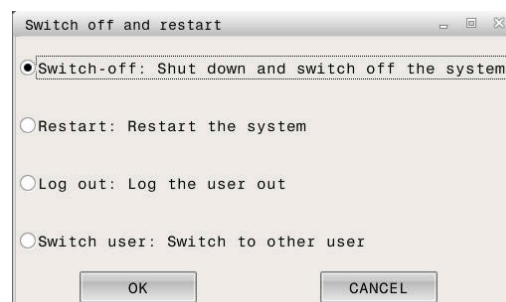 Switch off and restart
Switch-off: Shut down and switch off the system
Restart: Restart the system
Log out: Log the user out
Switch user: Switch to other user
OK CANCEL